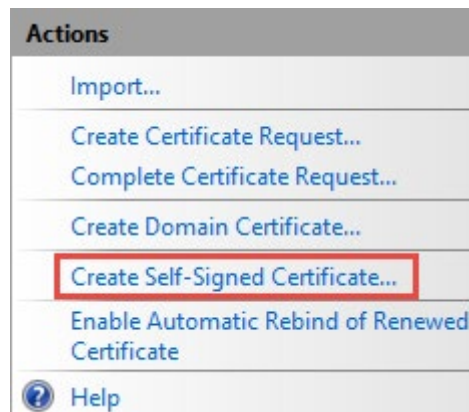 Actions
Import...
Create Certificate Request...
Complete Certificate Request...
Create Domain Certificate...
Create Self-Signed Certificate...
Enable Automatic Rebind of Renewed
Certificate
Help